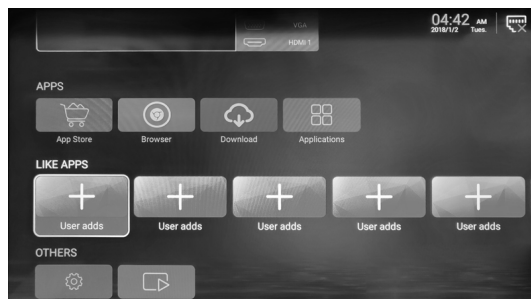 VGA
HDMI 1
04:42 AM
2018/1/2 Tues.
APPS
App Store
Browser
Download
Applications
LIKE APPS
User adds
User adds
User adds
User adds
User adds
OTHERS